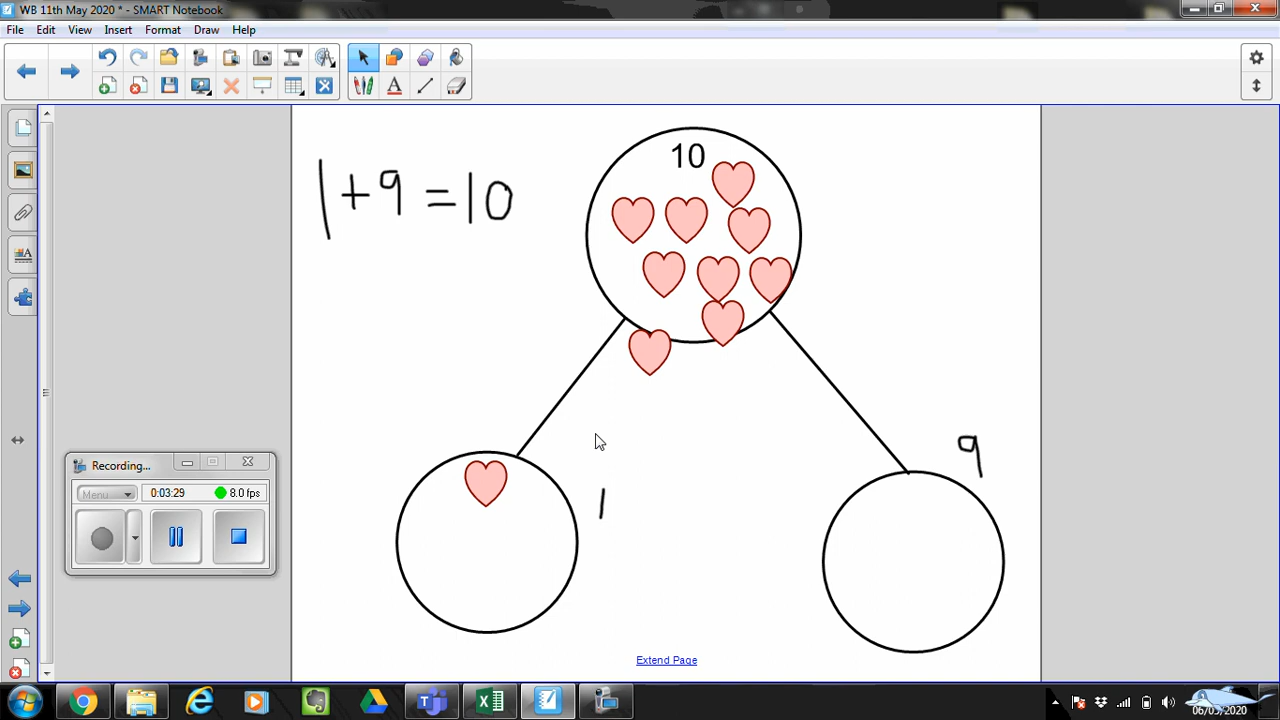 WB 11th May 2020 * - SMART Notebook
File Edit View Insert Format Draw Help
1 + 9 = 10
10
9
1
Recording...
Menu
0:03:29
8.0 fps
Extend Page
06/05/2020